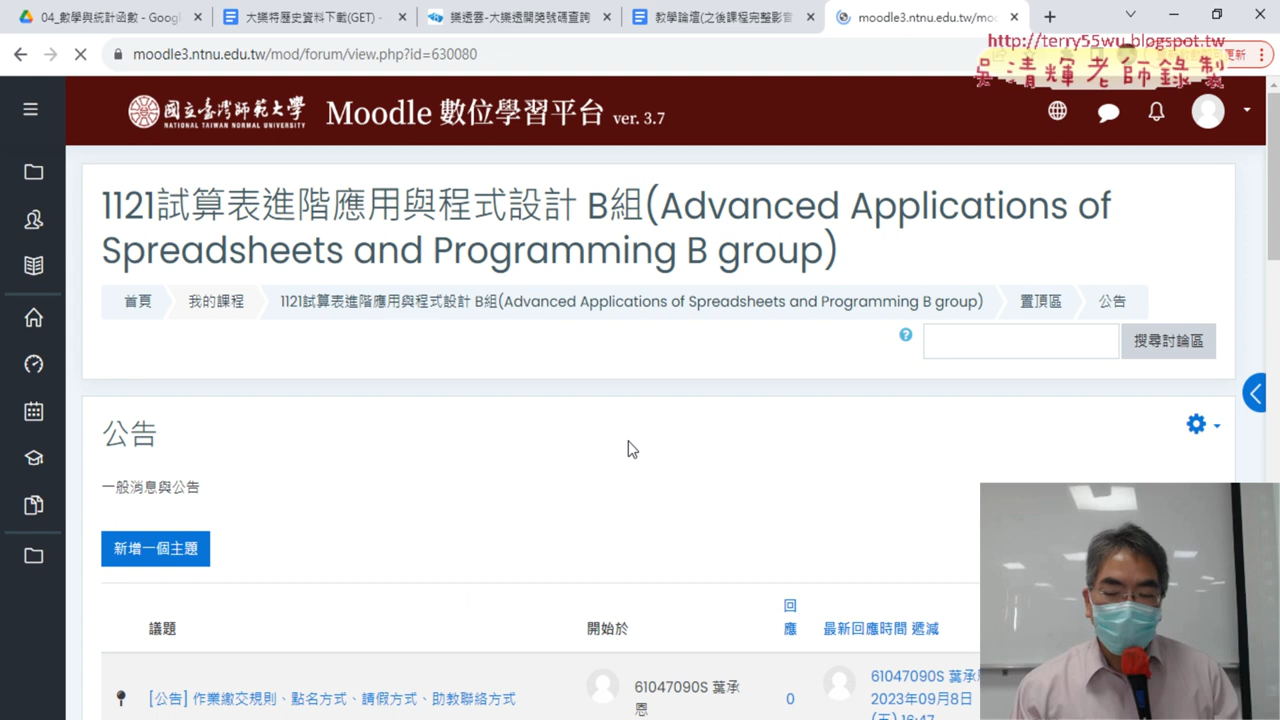 04_數學與統計函數 - Goog
大樂將歷史資料下載(GET) -
樂透雲-大樂透開獎號碼查詢
教學論壇(之後課程完整影音
moodle3.ntnu.edu.tw/mo
http://terry55wu.blogspot.tw
moodle3.ntnu.edu.tw/mod/forum/view.php?id=630080
更新
吳清輝老師錄製
國立臺灣師範大學
NATIONAL TAIWAN NORMAL UNIVERSITY
Moodle 數位學習平台 ver. 3.7
1121試算表進階應用與程式設計 B組(Advanced Applications of
Spreadsheets and Programming B group)
首頁
我的課程
1121試算表進階應用與程式設計 B組(Advanced Applications of Spreadsheets and Programming B group)
置頂區
公告
搜尋討論區
公告
一般消息與公告
新增一個主題
議題
開始於
回
應
最新回應時間 遞減
[公告] 作業繳交規則、點名方式、請假方式、助教聯絡方式
61047090S 葉承
恩
0
61047090S 葉承
2023年09月8日
(五) 16:47